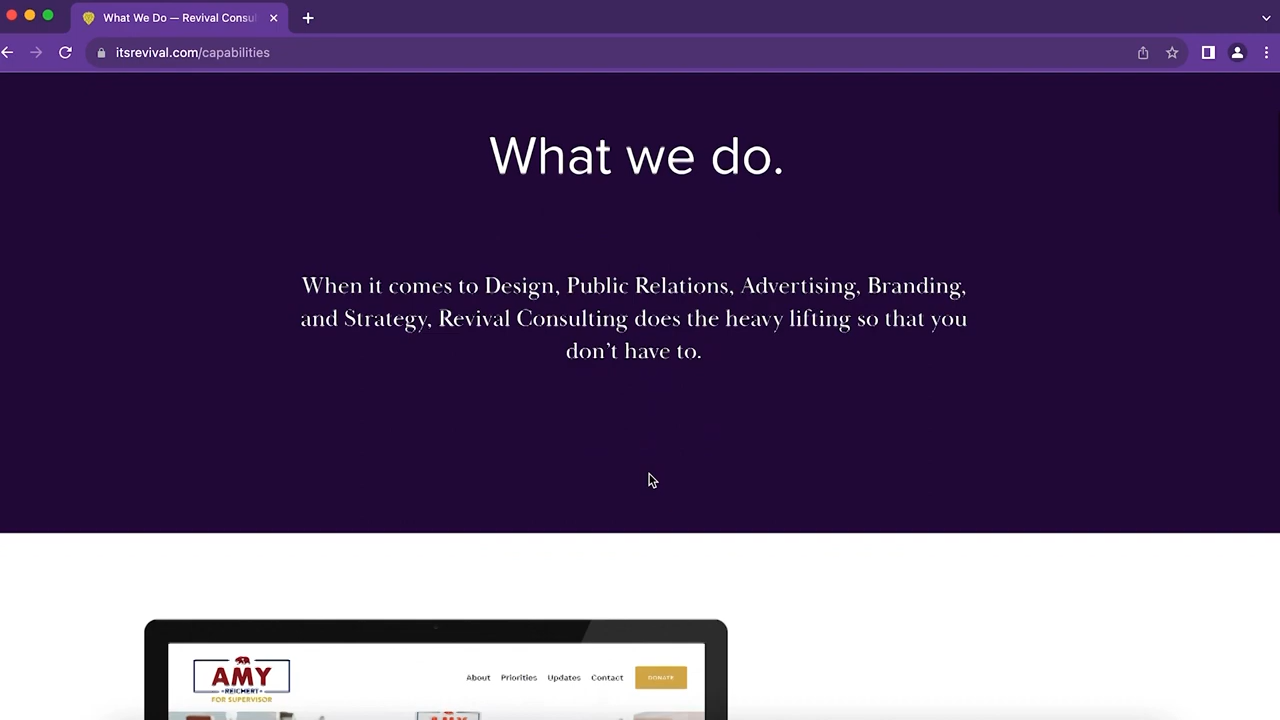 What We Do — Revival Consul
itsrevival.com/capabilities
What we do.
When it comes to Design, Public Relations, Advertising, Branding,
and Strategy, Revival Consulting does the heavy lifting so that you
don't have to.
AMY
REICHERT
FOR SUPERVISOR
About Priorities Updates Contact DONATE